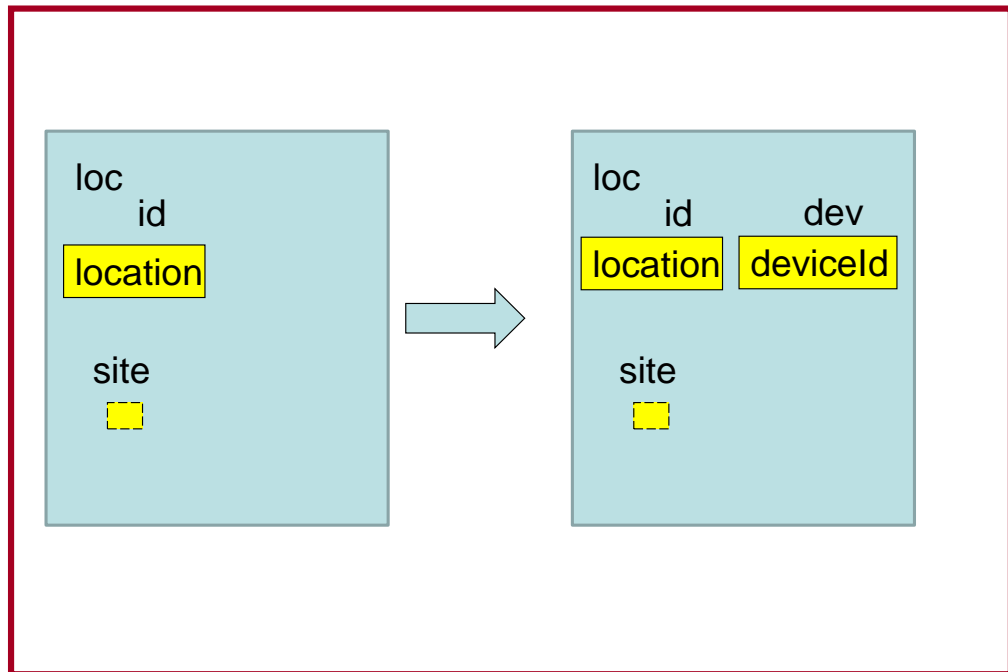 loc
id
location
site
loc
id dev
location deviceId
site